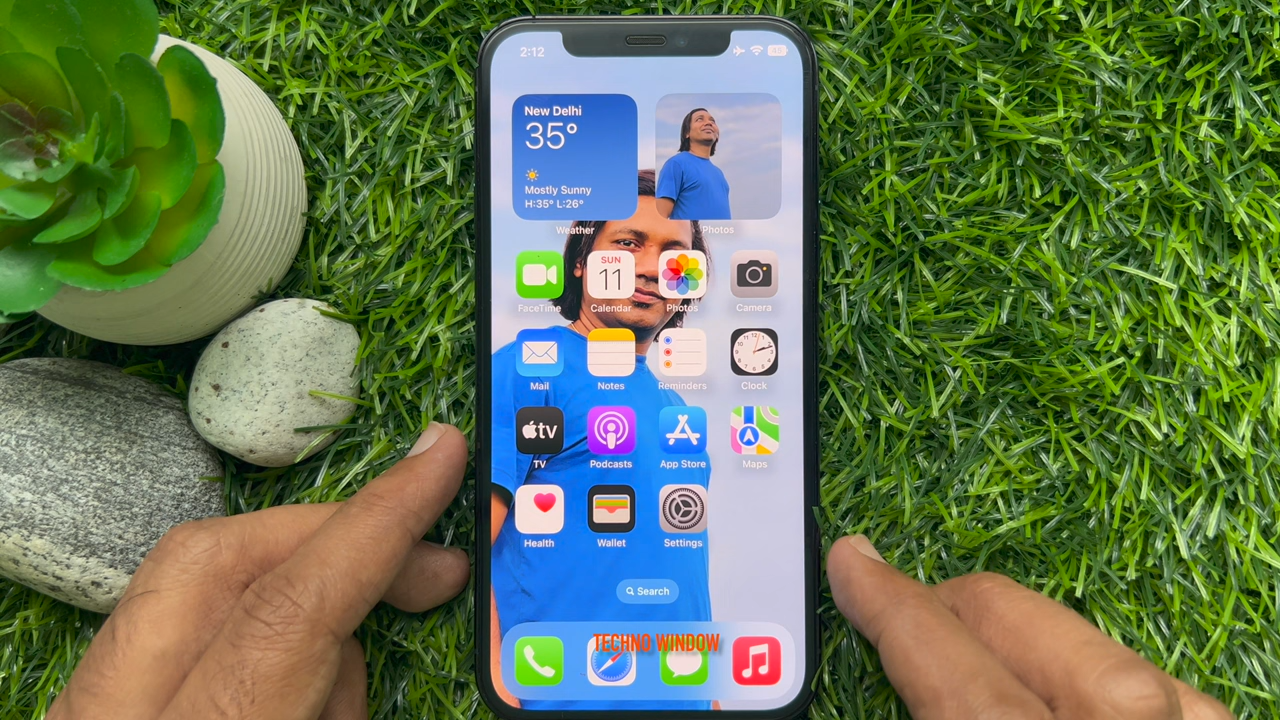 2:12
45
New Delhi
35°
Mostly Sunny
H:35° L:26°
Weather
Photos
SUN
11
FaceTime
Calendar
Photos
Camera
Mail
Notes
Reminders
Clock
tv
TV
Podcasts
App Store
Maps
Health
Wallet
Settings
Search
TECHNO WINDOW